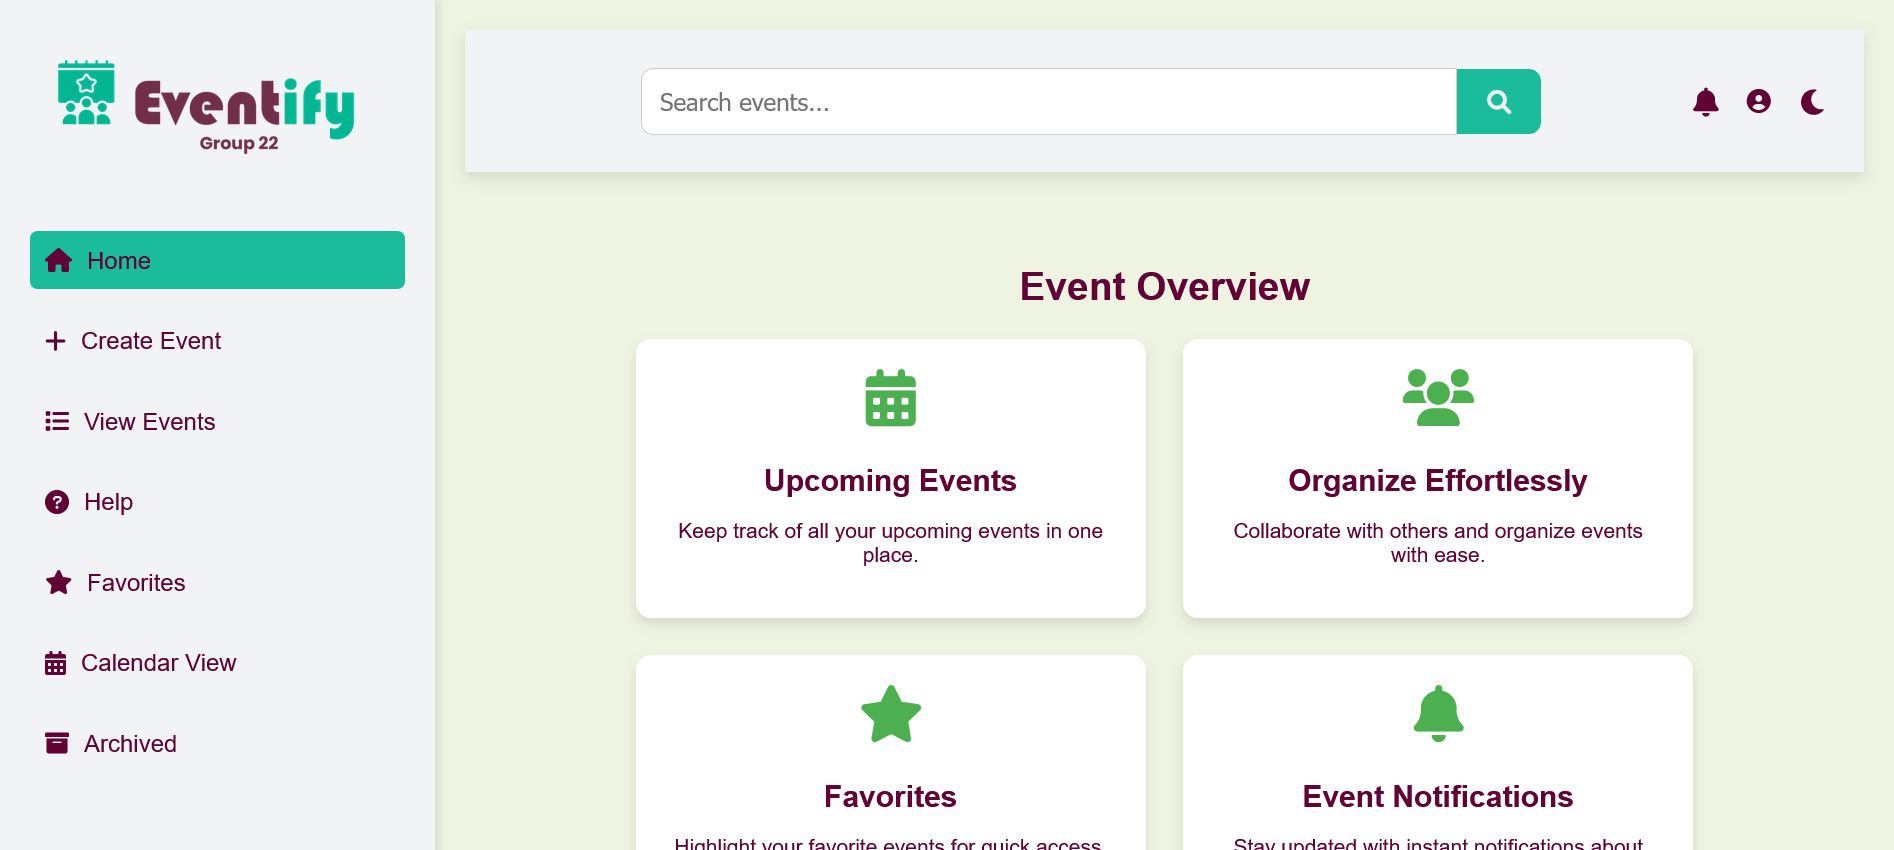 Eventify
Group 22
Home
Create Event
View Events
Help
Favorites
Calendar View
Archived
Search events...
Event Overview
Upcoming Events
Keep track of all your upcoming events in one
place.
Organize Effortlessly
Collaborate with others and organize events
with ease.
Favorites
Highlight your favorite events for quick access
Event Notifications
Stay updated with instant notifications about